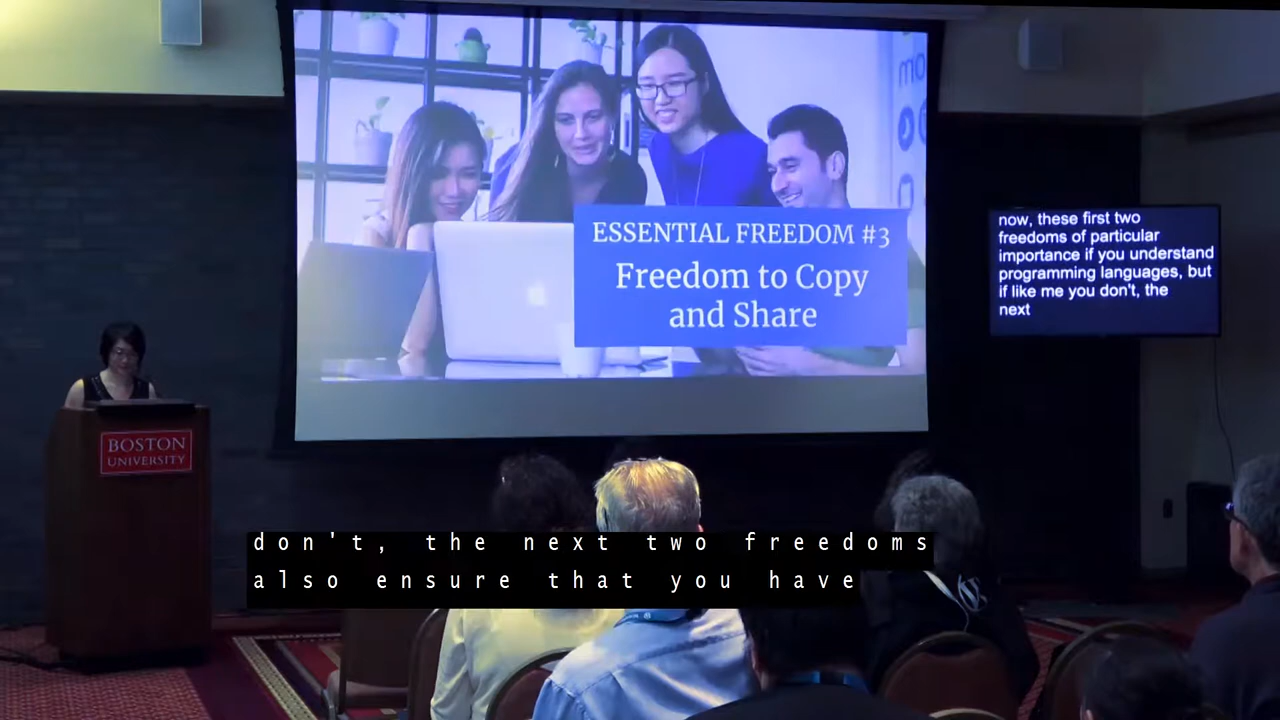 ESSENTIAL FREEDOM #3
Freedom to Copy
and Share
now, these first two
freedoms of particular
importance if you understand
programming languages, but
if like me you don't, the
next
BOSTON
UNIVERSITY
don't, the next two freedoms
also ensure that you have